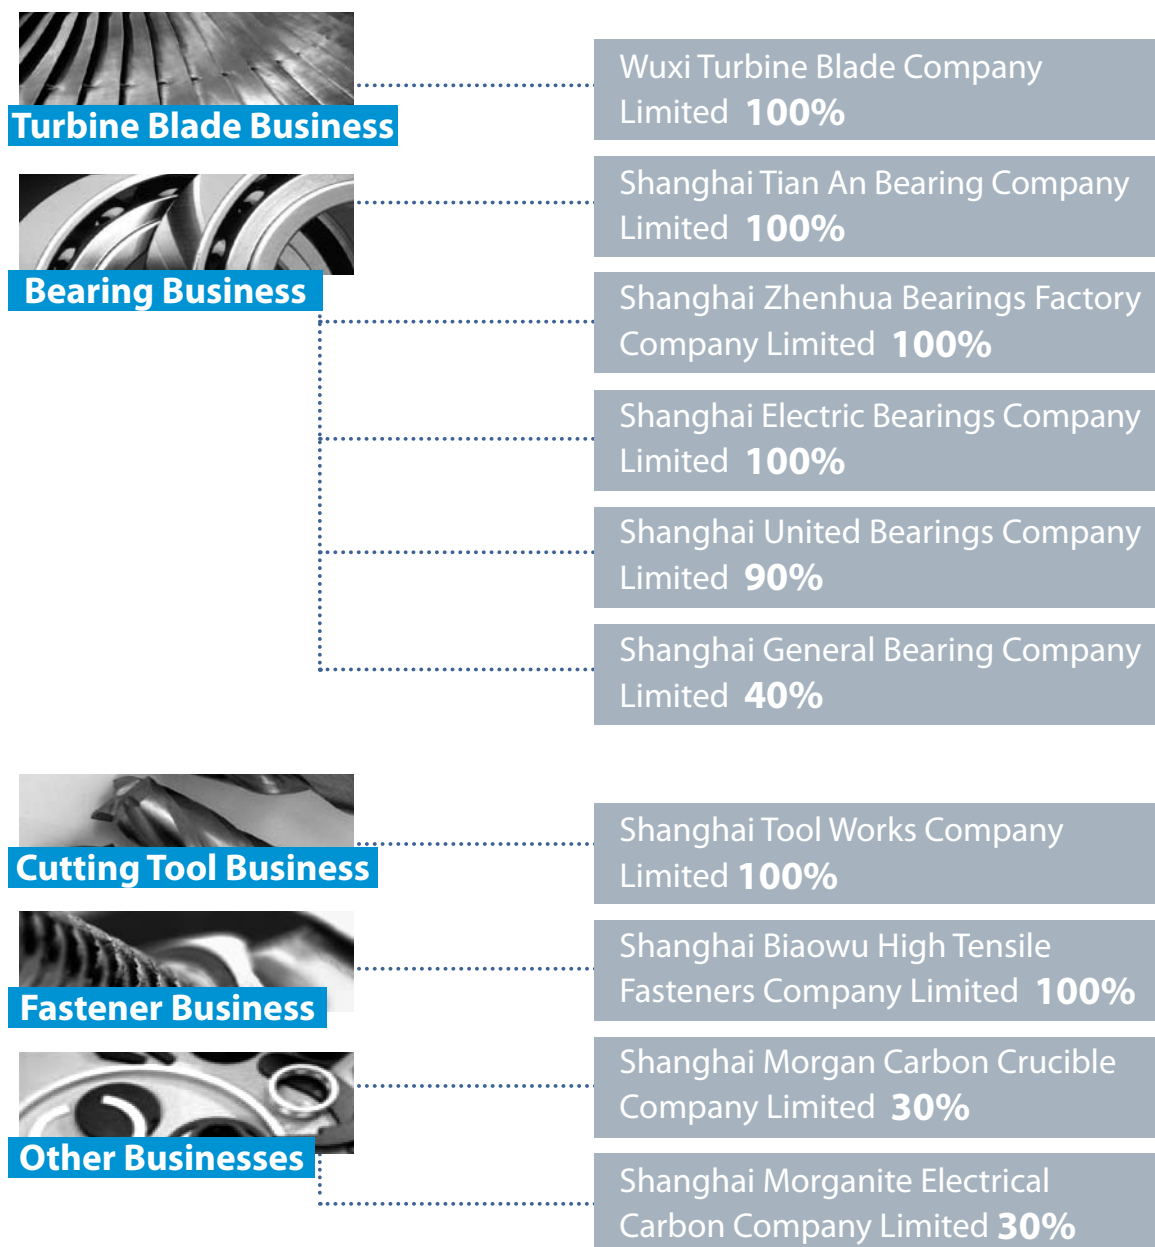 Turbine Blade Business
Wuxi Turbine Blade Company
Limited 100%
Bearing Business
Shanghai Tian An Bearing Company
Limited 100%
Shanghai Zhenhua Bearings Factory
Company Limited 100%
Shanghai Electric Bearings Company
Limited 100%
Shanghai United Bearings Company
Limited 90%
Shanghai General Bearing Company
Limited 40%
Cutting Tool Business
Shanghai Tool Works Company
Limited 100%
Fastener Business
Shanghai Biaowu High Tensile
Fasteners Company Limited 100%
Other Businesses
Shanghai Morgan Carbon Crucible
Company Limited 30%
Shanghai Morganite Electrical
Carbon Company Limited 30%